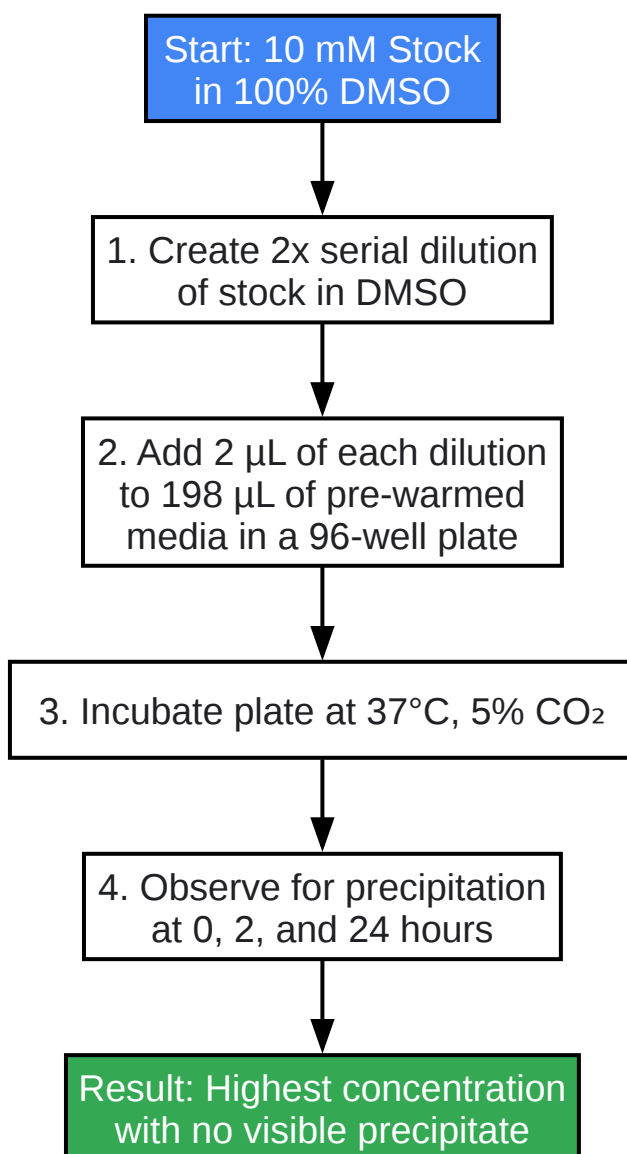 Start: 10 mM Stock
in 100% DMSO
1. Create 2x serial dilution
of stock in DMSO
2. Add 2 µL of each dilution
to 198 µL of pre-warmed
media in a 96-well plate
3. Incubate plate at 37°C, 5% CO₂
4. Observe for precipitation
at 0, 2, and 24 hours
Result: Highest concentration
with no visible precipitate